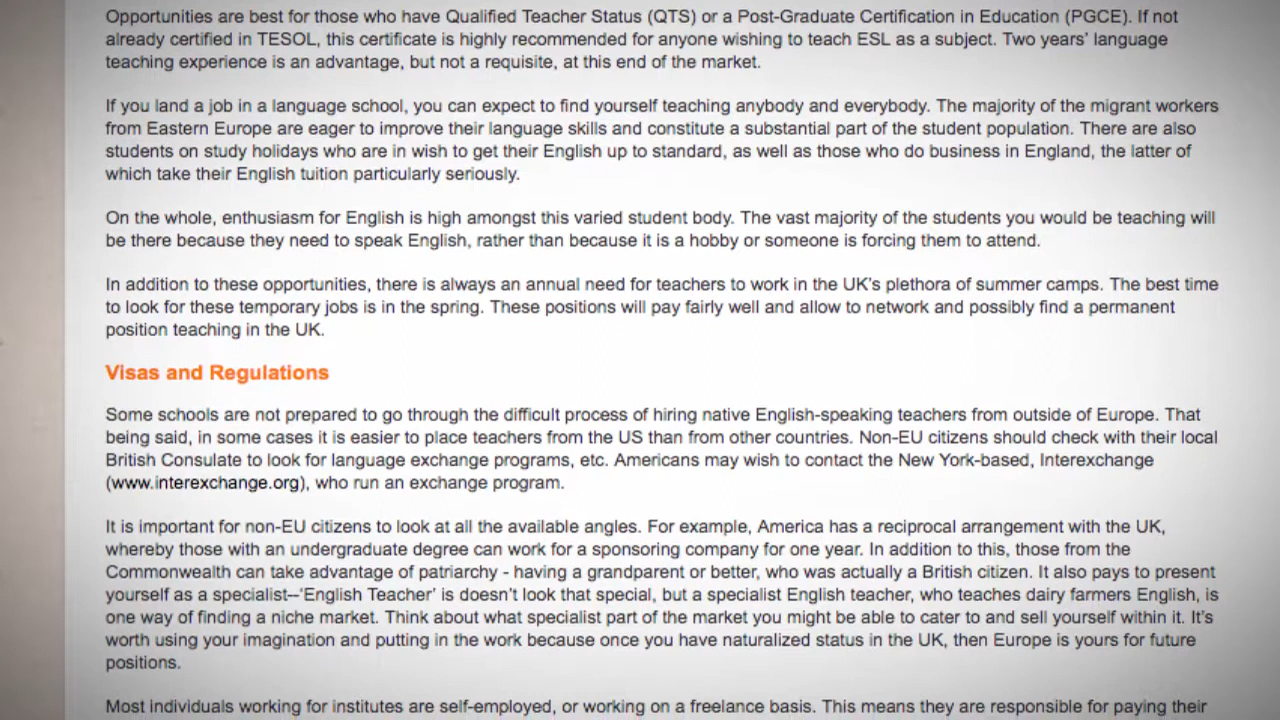 Opportunities are best for those who have Qualified Teacher Status (QTS) or a Post-Graduate Certification in Education (PGCE). If not
already certified in TESOL, this certificate is highly recommended for anyone wishing to teach ESL as a subject. Two years’ language
teaching experience is an advantage, but not a requisite, at this end of the market.
If you land a job in a language school, you can expect to find yourself teaching anybody and everybody. The majority of the migrant workers
from Eastern Europe are eager to improve their language skills and constitute a substantial part of the student population. There are also
students on study holidays who are in wish to get their English up to standard, as well as those who do business in England, the latter of
which take their English tuition particularly seriously.
On the whole, enthusiasm for English is high amongst this varied student body. The vast majority of the students you would be teaching will
be there because they need to speak English, rather than because it is a hobby or someone is forcing them to attend.
In addition to these opportunities, there is always an annual need for teachers to work in the UK’s plethora of summer camps. The best time
to look for these temporary jobs is in the spring. These positions will pay fairly well and allow to network and possibly find a permanent
position teaching in the UK.
Visas and Regulations
Some schools are not prepared to go through the difficult process of hiring native English-speaking teachers from outside of Europe. That
being said, in some cases it is easier to place teachers from the US than from other countries. Non-EU citizens should check with their local
British Consulate to look for language exchange programs, etc. Americans may wish to contact the New York-based, Interexchange
(www.interexchange.org), who run an exchange program.
It is important for non-EU citizens to look at all the available angles. For example, America has a reciprocal arrangement with the UK,
whereby those with an undergraduate degree can work for a sponsoring company for one year. In addition to this, those from the
Commonwealth can take advantage of patriarchy - having a grandparent or better, who was actually a British citizen. It also pays to present
yourself as a specialist--‘English Teacher’ is doesn’t look that special, but a specialist English teacher, who teaches dairy farmers English, is
one way of finding a niche market. Think about what specialist part of the market you might be able to cater to and sell yourself within it. It’s
worth using your imagination and putting in the work because once you have naturalized status in the UK, then Europe is yours for future
positions.
Most individuals working for institutes are self-employed, or working on a freelance basis. This means they are responsible for paying their